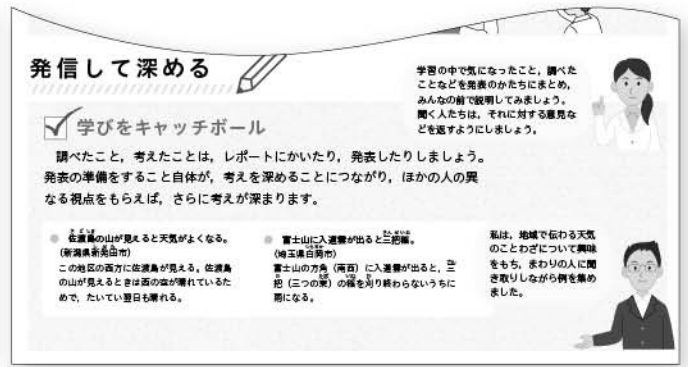 発信して深める
学習の中で気になったこと，調べた
ことなどを発表のかたちにまとめ，
みんなの前で説明してみましょう。
聞く人たちは，それに対する意見な
どを返すようにしましょう。
学びをキャッチボール
調べたこと，考えたことは，レポートにかいたり，発表したりしましょう。
発表の準備をすること自体が，考えを深めることにつながり，ほかの人の異
なる視点をもらえば，さらに考えが深まります。
佐渡島の山が見えると天気がよくなる。
(新潟県新発田市)
この地区の西方に佐渡島が見える。佐渡島
の山が見えるときは西の空が晴れているた
めで，たいてい翌日も晴れる。
富士山に入道雲が出ると三把稲。
(埼玉県白岡市)
富士山の方角（南西）に入道雲が出ると，三
把（三つの束）の稲を刈り終わらないうちに
雨になる。
私は，地域で伝わる天気
のことわざについて興味
をもち，まわりの人に聞
き取りしながら例を集め
ました。